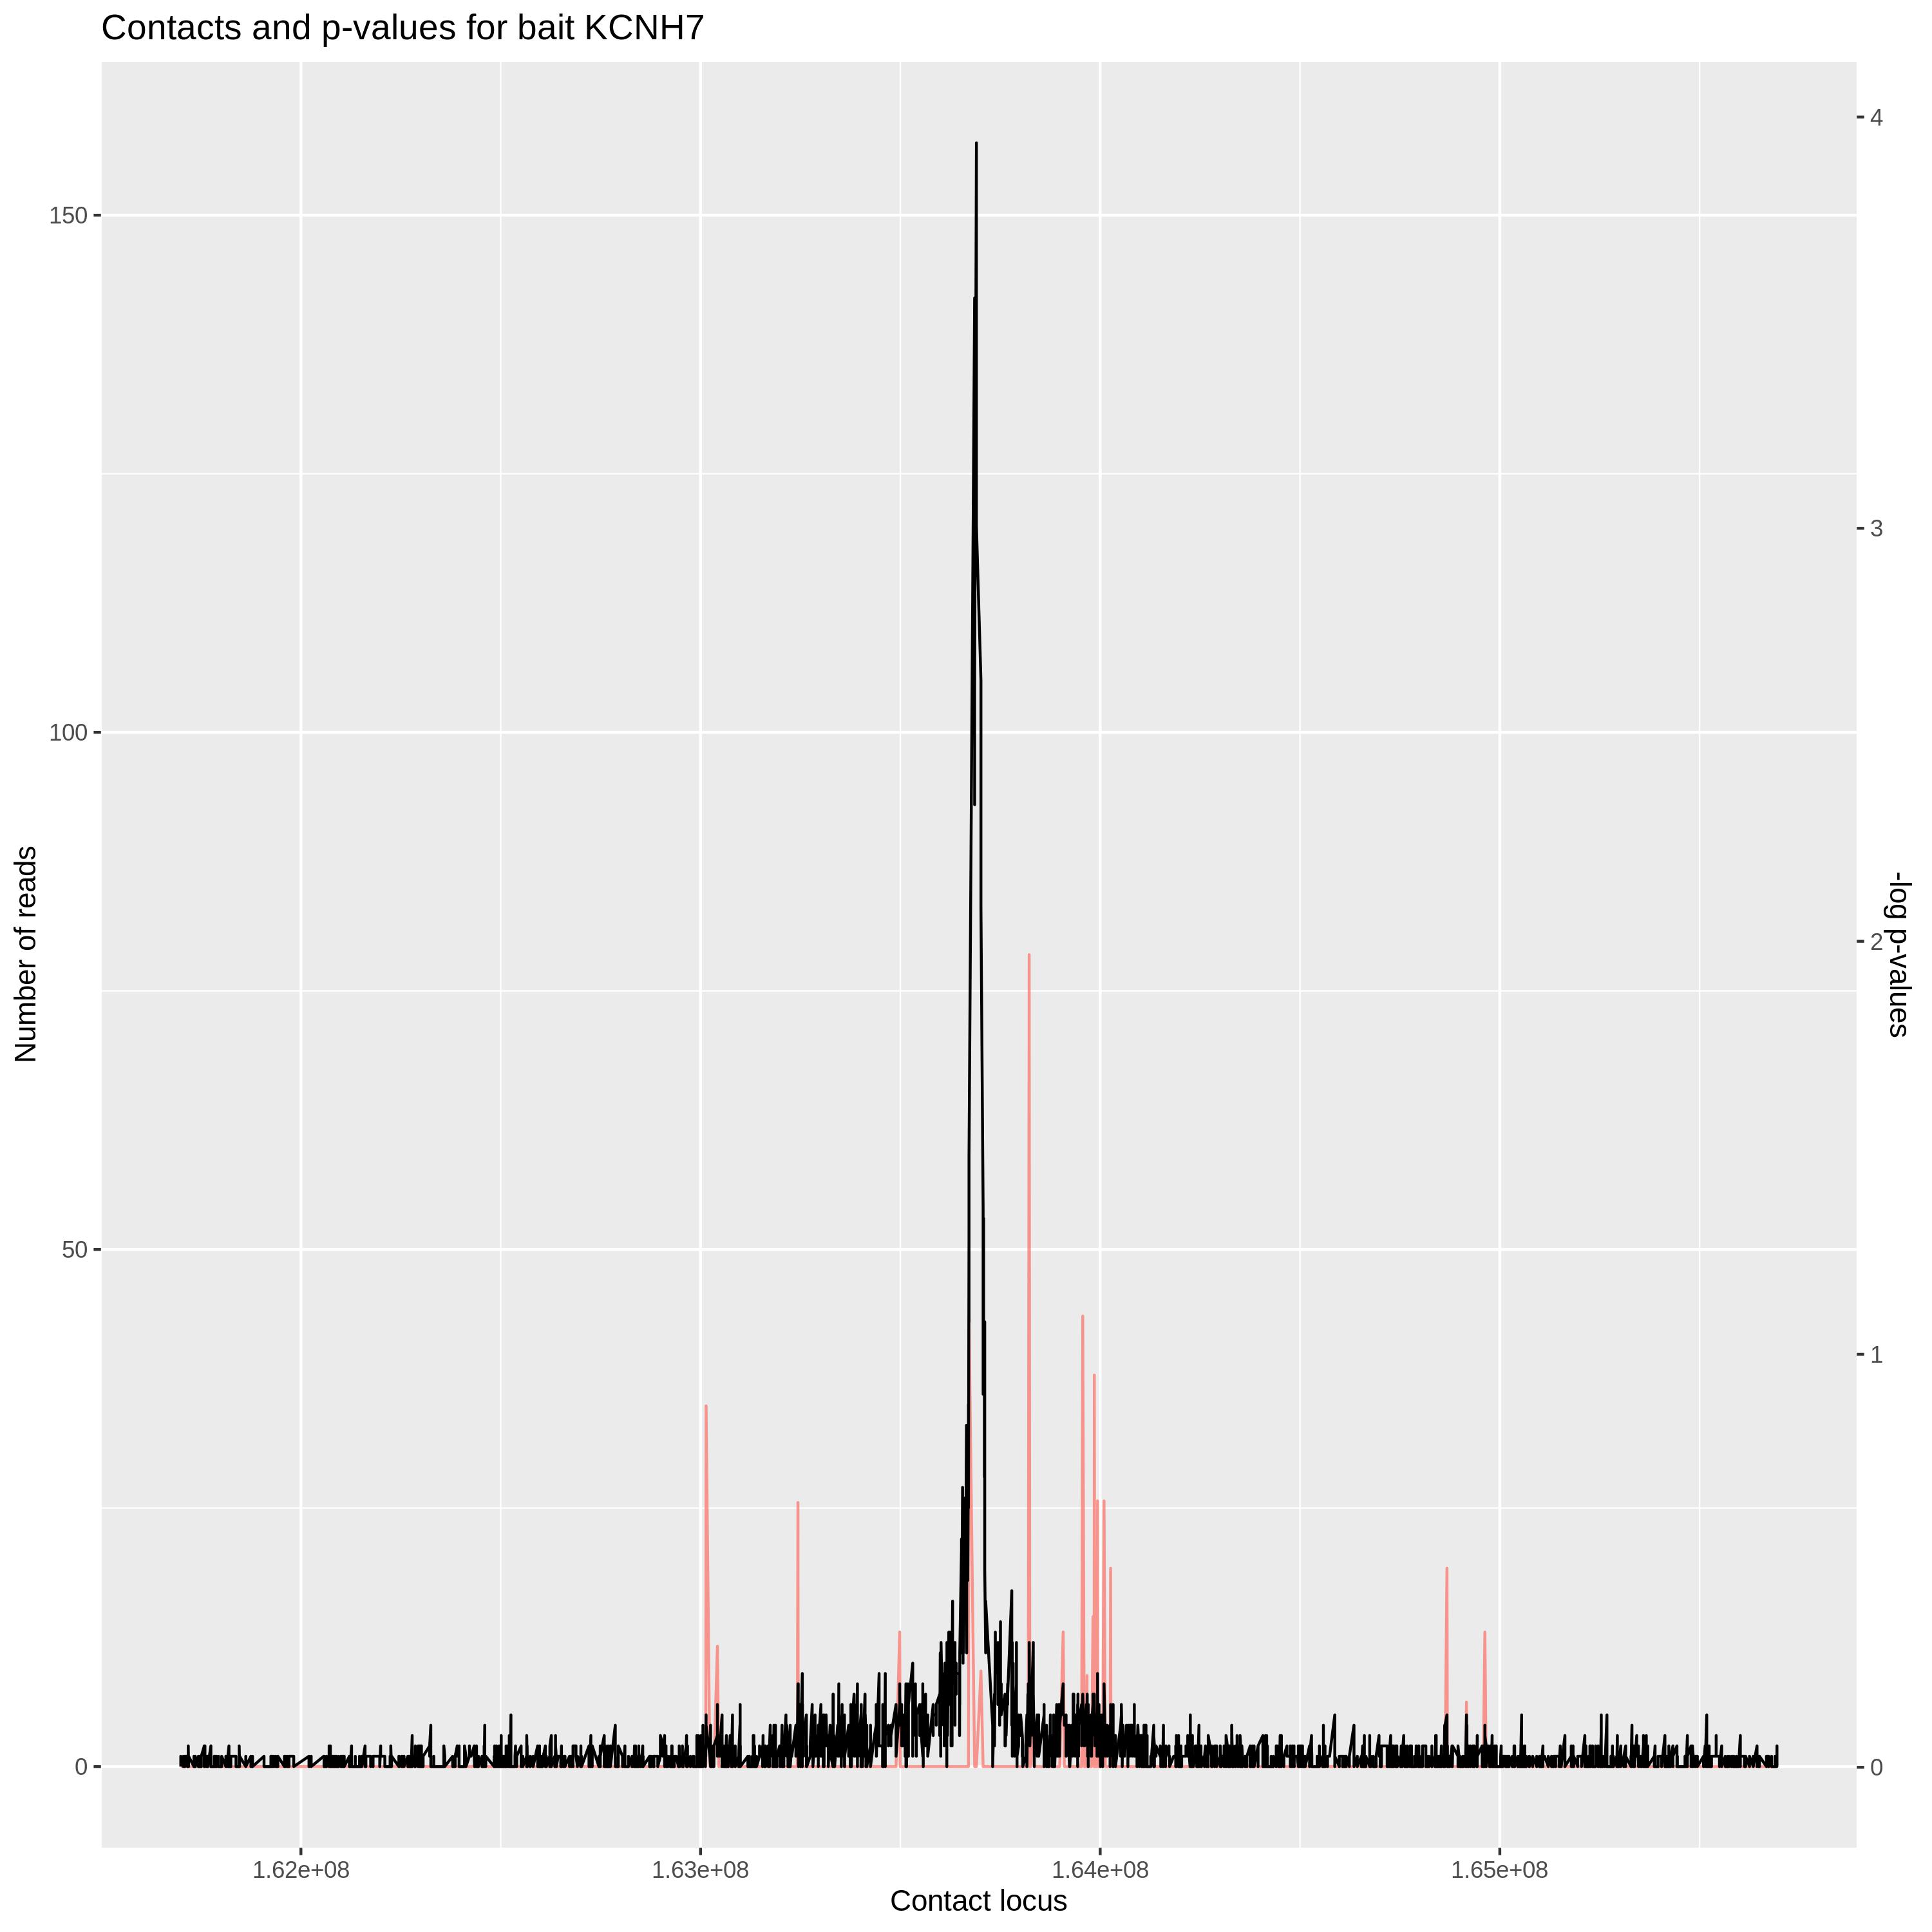 Contacts and p-values for bait KCNH7
Number of reads
150
100
50
0
4
3
2
1
0
-log p-values
1.62e+08
1.63e+08
1.64e+08
1.65e+08
Contact locus